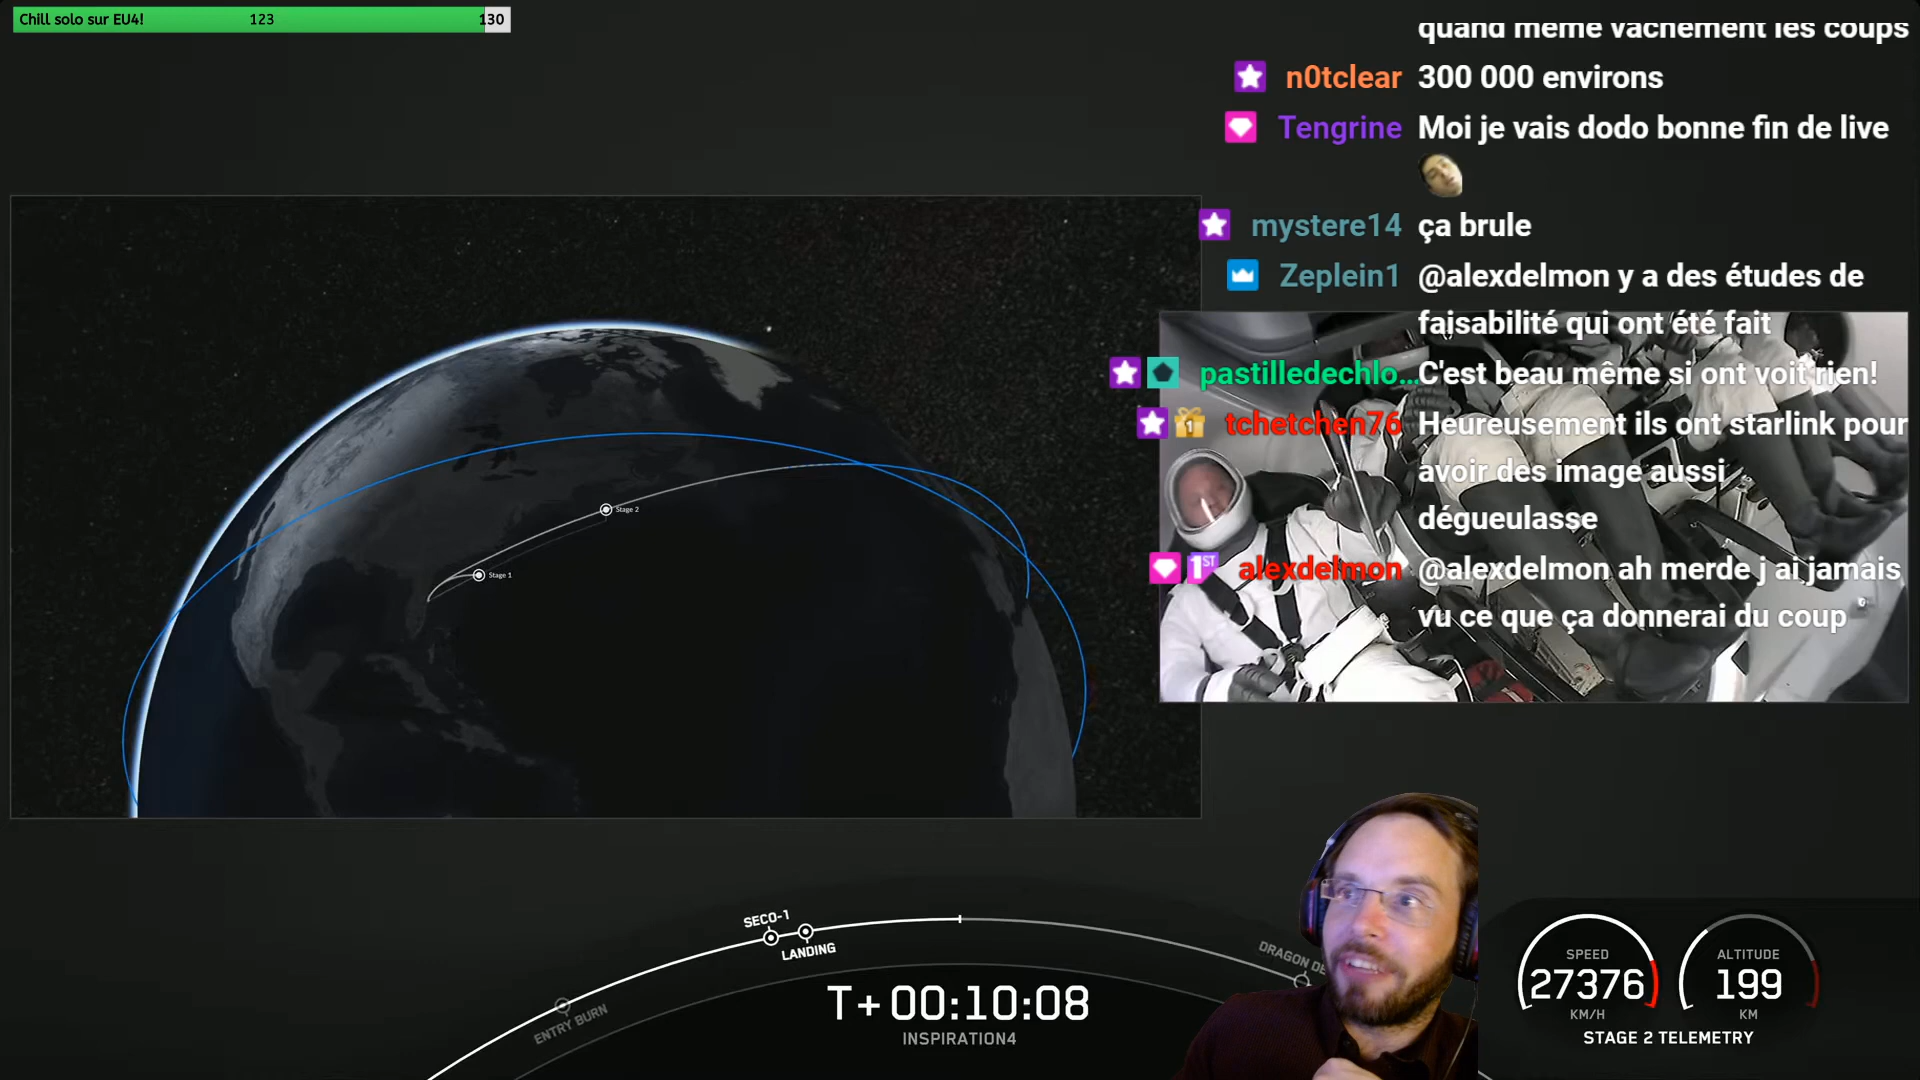 Chill solo sur EU4! 123 130
quand même vachement les coups
n0tclear 300 000 environs
Tengrine Moi je vais dodo bonne fin de live
mystere14 ça brule
Zeplein1 @alexdelmon y a des études de
faisabilité qui ont été fait
pastilledechlo... C'est beau même si ont voit rien!
tchetchen76 Heureusement ils ont starlink pour
avoir des image aussi
dégueulasse
1ST alexdelmon @alexdelmon ah merde j ai jamais
vu ce que ça donnerai du coup
Stage 2
Stage 1
SECO-1
LANDING
ENTRY BURN
DRAGON DE
T+00:10:08
INSPIRATION4
SPEED
27376
KM/H
ALTITUDE
199
KM
STAGE 2 TELEMETRY